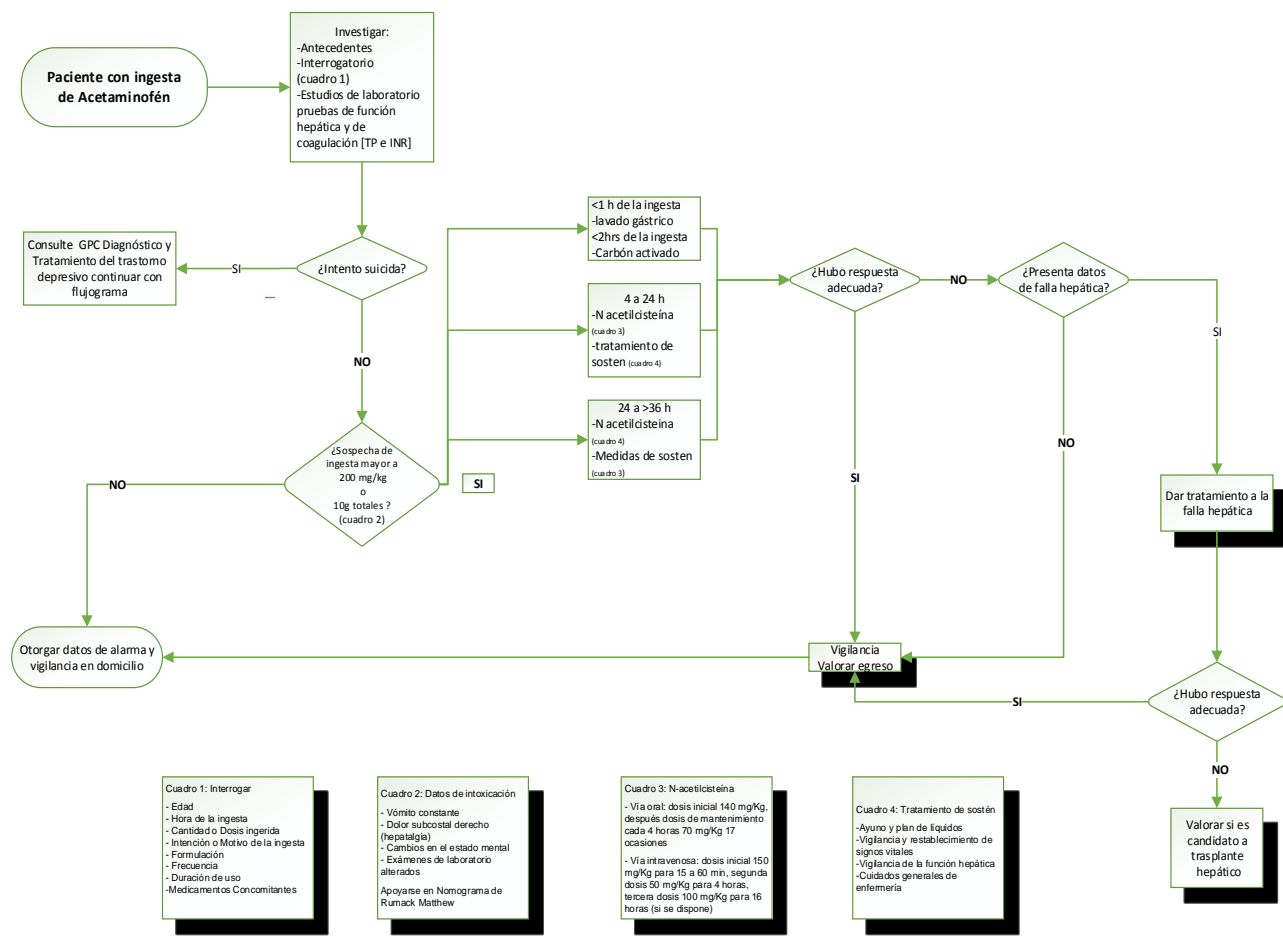 Paciente con ingesta
de Acetaminofén
Investigar:
-Antecedentes
-Interrogatorio
(cuadro 1)
-Estudios de laboratorio
pruebas de función
hepática y de
coagulación [TP e INR]
Consulte GPC Diagnóstico y
Tratamiento del trastorno
depresivo continuar con
flujograma
SI
¿Intento suicida?
NO
¿Sospecha de
ingesta mayor a
200 mg/kg
o
10g totales ?
(cuadro 2)
NO
SI
<1 h de la ingesta
-lavado gástrico
<2hrs de la ingesta
-Carbón activado
4 a 24 h
-N acetilcisteína
(cuadro 3)
-tratamiento de
sosten (cuadro 4)
24 a >36 h
-N acetilcisteina
(cuadro 4)
-Medidas de sosten
(cuadro 3)
¿Hubo respuesta
adecuada?
NO
¿Presenta datos
de falla hepática?
SI
SI
NO
Dar tratamiento a la
falla hepática
Otorgar datos de alarma y
vigilancia en domicilio
Vigilancia
Valorar egreso
¿Hubo respuesta
adecuada?
SI
NO
Valorar si es
candidato a
trasplante
hepático
Cuadro 1: Interrogar
- Edad
- Hora de la ingesta
- Cantidad o Dosis ingerida
- Intención o Motivo de la ingesta
- Formulación
- Frecuencia
- Duración de uso
-Medicamentos Concomitantes
Cuadro 2: Datos de intoxicación
- Vómito constante
- Dolor subcostal derecho
(hepatalgia)
- Cambios en el estado mental
- Exámenes de laboratorio
alterados
Apoyarse en Nomograma de
Rumack Matthew
Cuadro 3: N-acetilcisteína
- Vía oral: dosis inicial 140 mg/Kg,
después dosis de mantenimiento
cada 4 horas 70 mg/Kg 17
ocasiones
- Vía intravenosa: dosis inicial 150
mg/Kg para 15 a 60 min, segunda
dosis 50 mg/Kg para 4 horas,
tercera dosis 100 mg/Kg para 16
horas (si se dispone)
Cuadro 4: Tratamiento de sostén
-Ayuno y plan de líquidos
-Vigilancia y restablecimiento de
signos vitales
-Vigilancia de la función hepática
-Cuidados generales de
enfermería